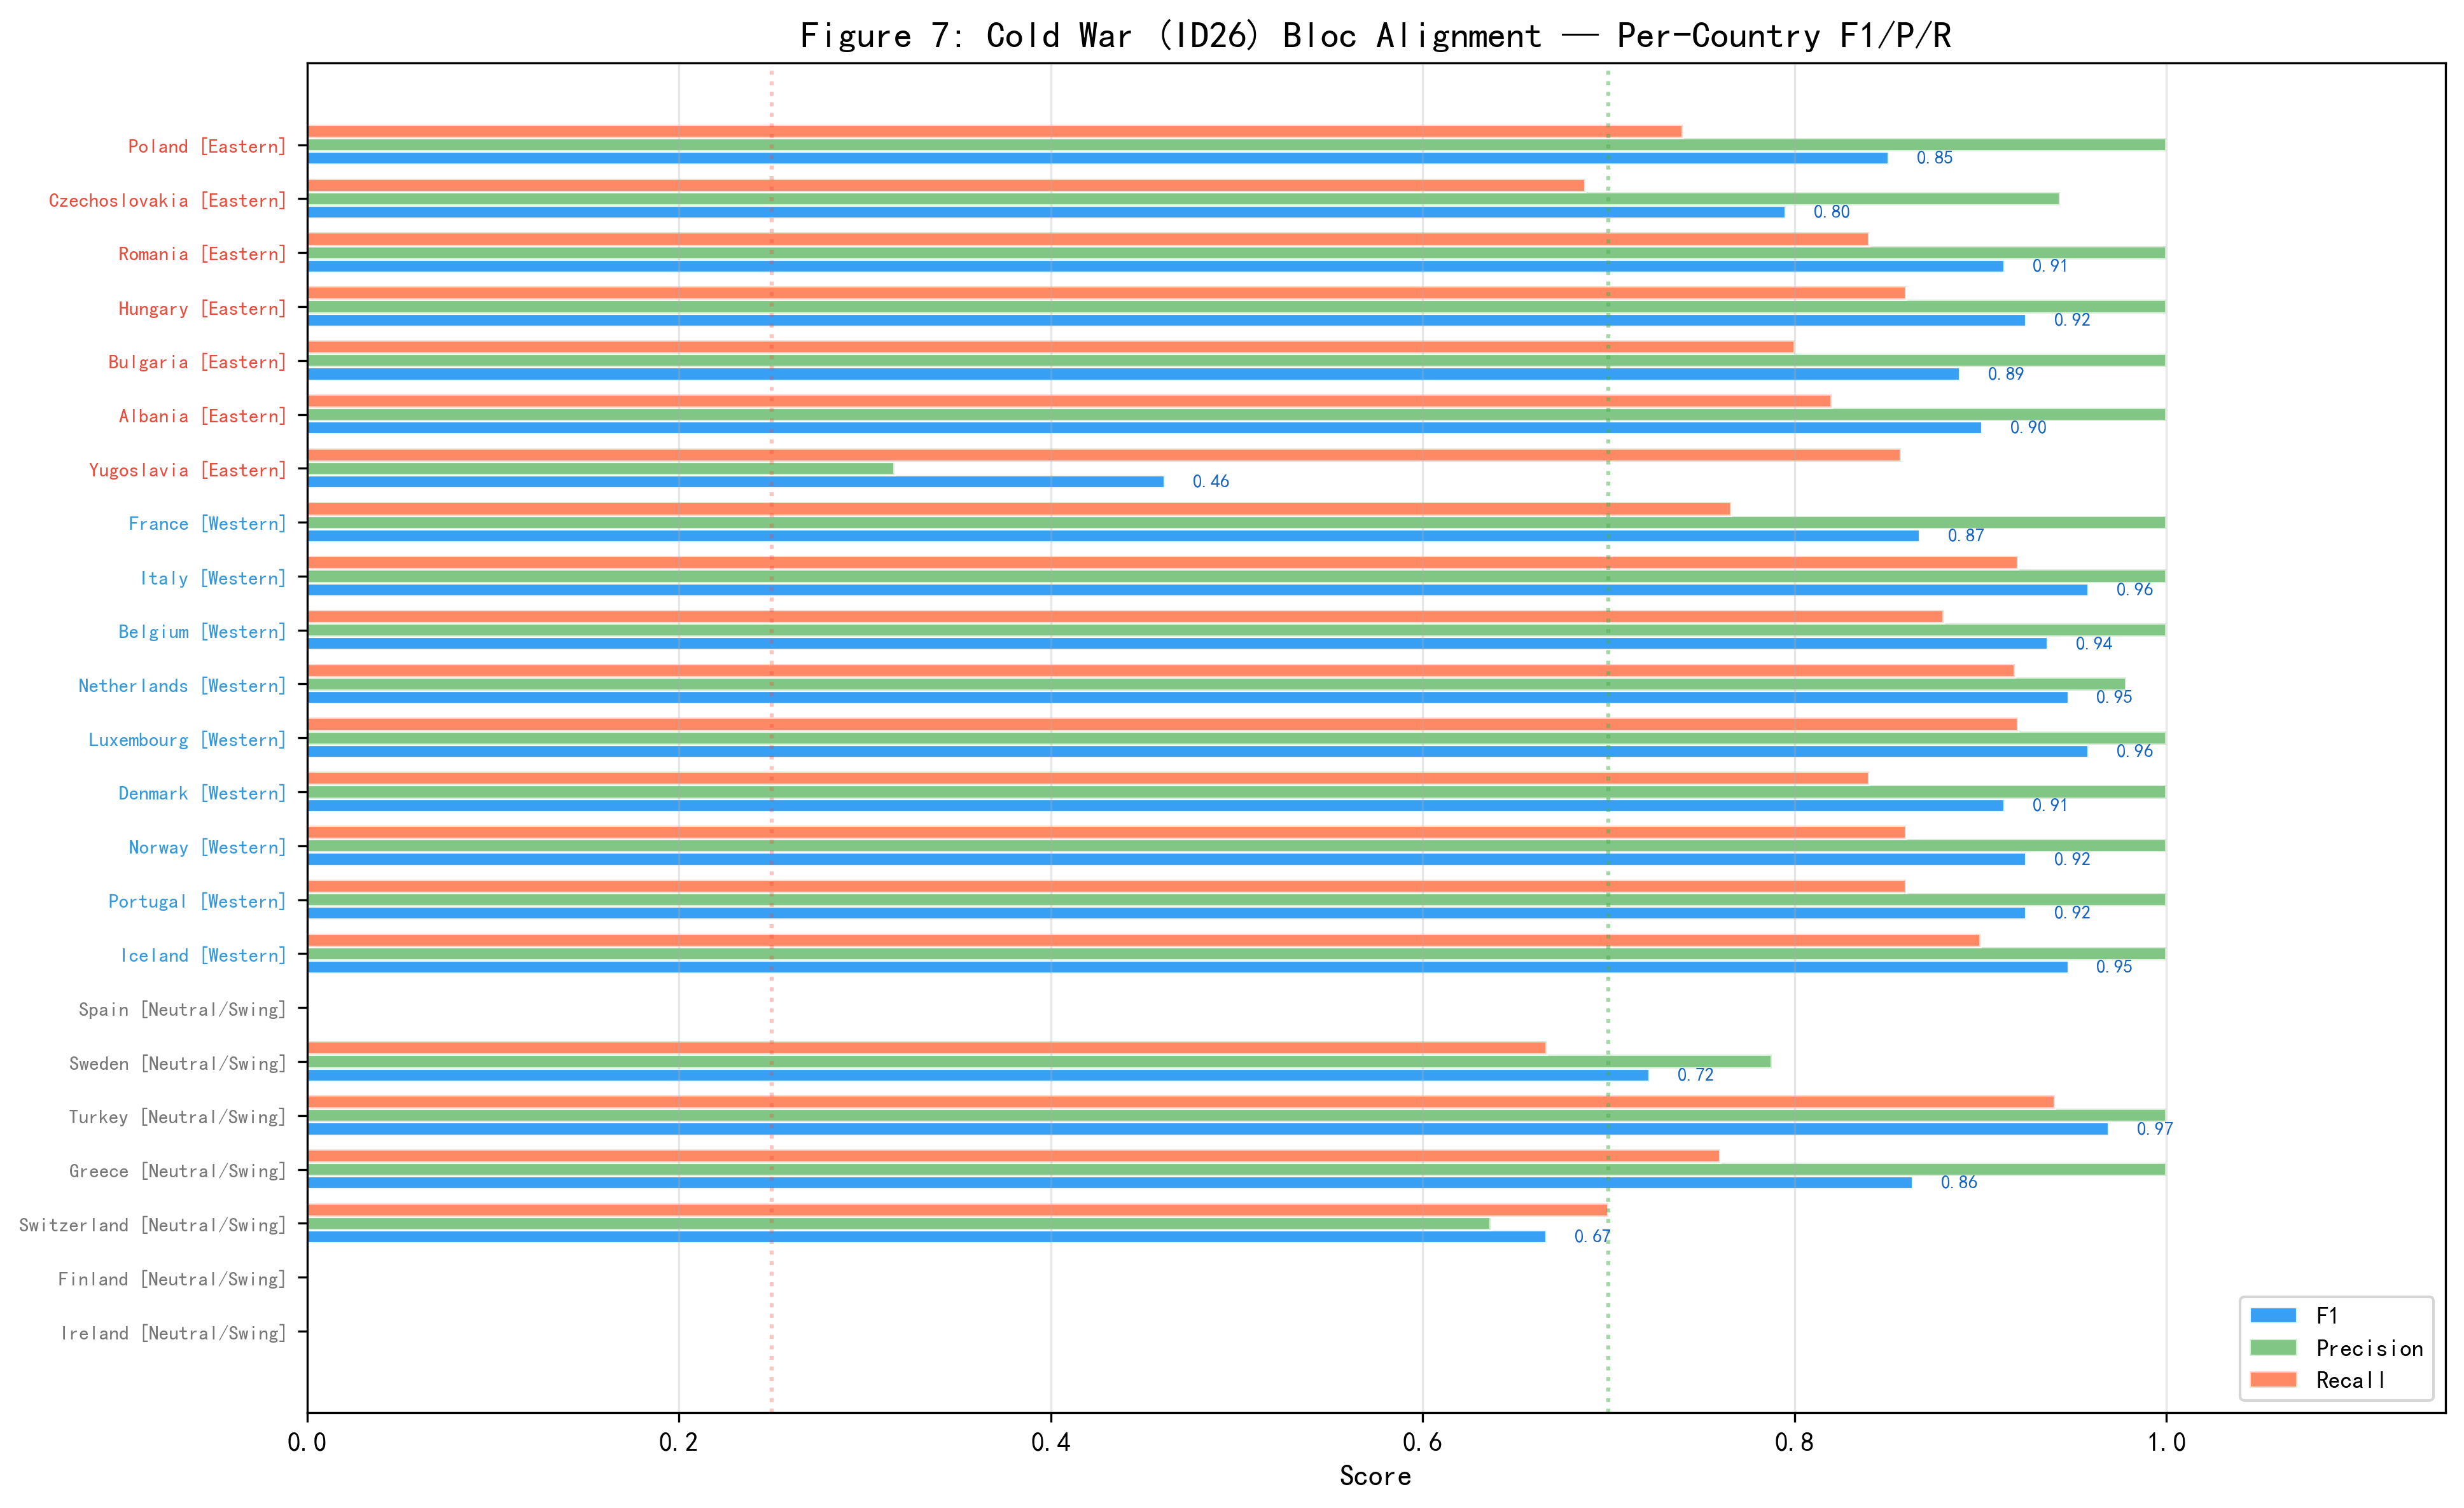 Figure 7: Cold War (ID26) Bloc Alignment — Per-Country F1/P/R
Poland [Eastern]
0.85
Czechoslovakia [Eastern]
0.80
Romania [Eastern]
0.91
Hungary [Eastern]
0.92
Bulgaria [Eastern]
0.89
Albania [Eastern]
0.90
Yugoslavia [Eastern]
0.46
France [Western]
0.87
Italy [Western]
0.96
Belgium [Western]
0.94
Netherlands [Western]
0.95
Luxembourg [Western]
0.96
Denmark [Western]
0.91
Norway [Western]
0.92
Portugal [Western]
0.92
Iceland [Western]
0.95
Spain [Neutral/Swing]
Sweden [Neutral/Swing]
0.72
Turkey [Neutral/Swing]
0.97
Greece [Neutral/Swing]
0.86
Switzerland [Neutral/Swing]
0.67
Finland [Neutral/Swing]
Ireland [Neutral/Swing]
F1
Precision
Recall
0.0 0.2 0.4 0.6 0.8 1.0
Score